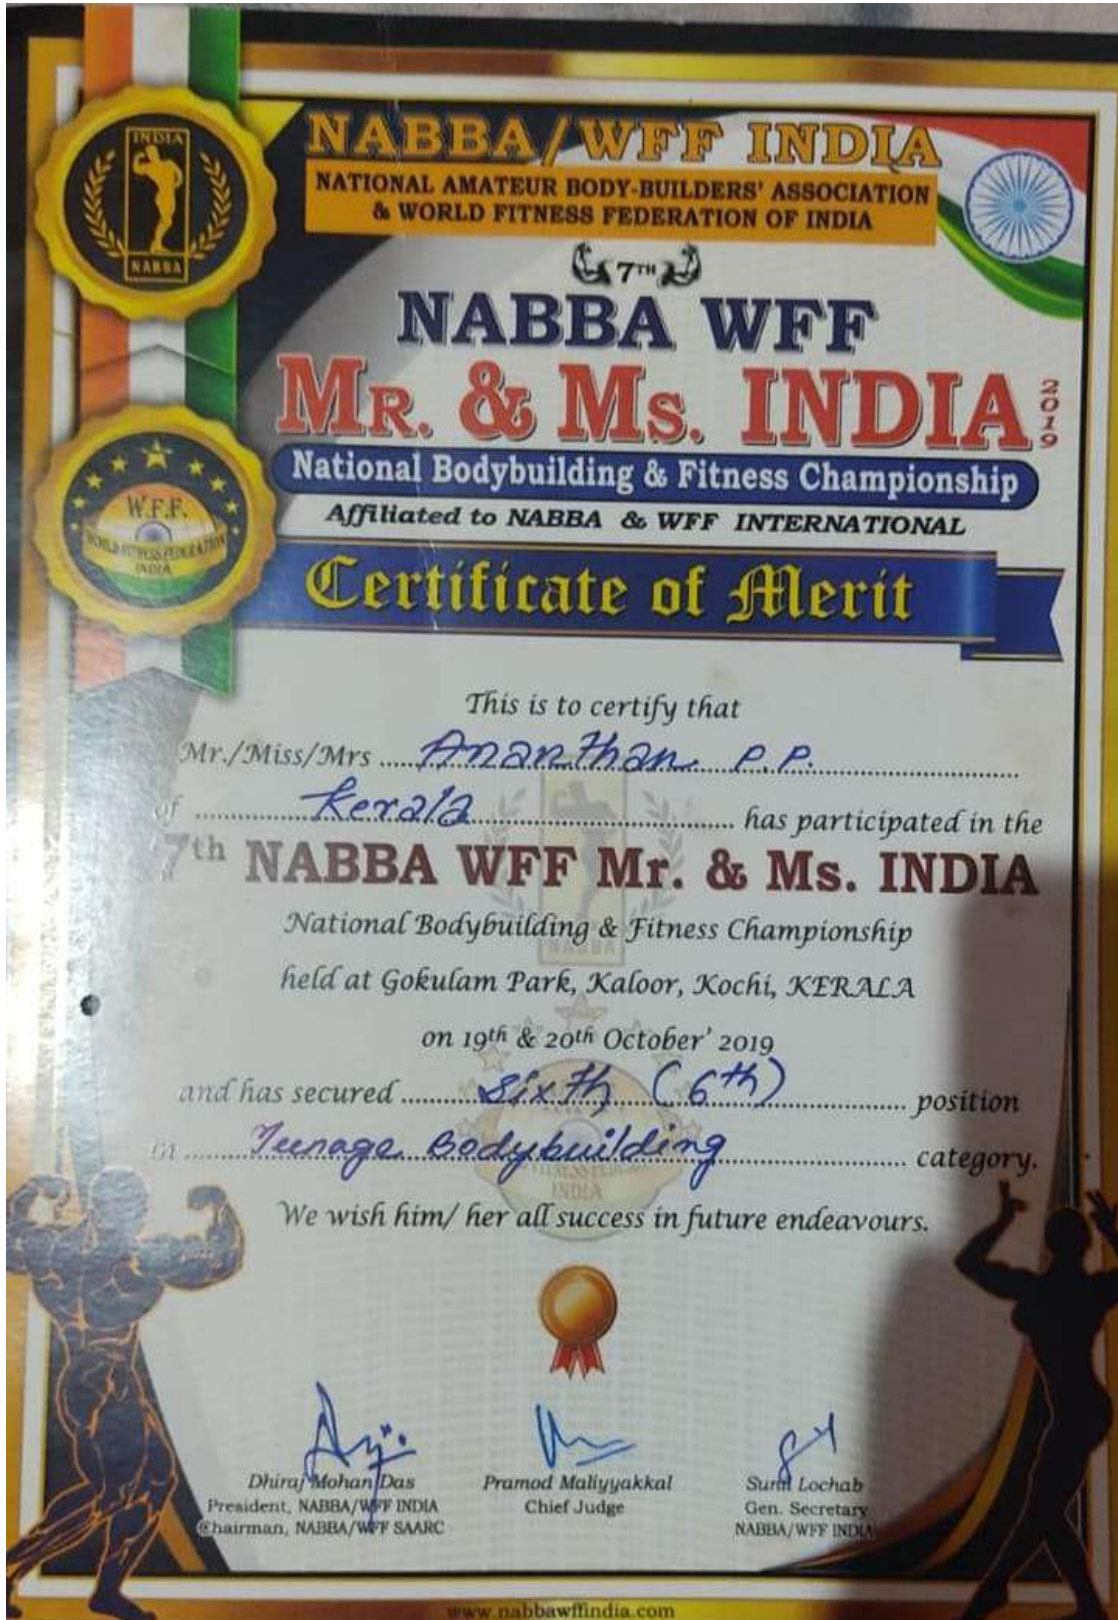 INDIA
NABBA
NABBA/WFF INDIA
NATIONAL AMATEUR BODY-BUILDERS' ASSOCIATION
& WORLD FITNESS FEDERATION OF INDIA
7TH
NABBA WFF
MR. & MS. INDIA 2019
National Bodybuilding & Fitness Championship
Affiliated to NABBA & WFF INTERNATIONAL
W.F.F.
WORLD FITNESS FEDERATION
INDIA
Certificate of Merit
This is to certify that
Mr./Miss/Mrs ..... Ananthan P.P. .....
of ..... Kerala ..... has participated in the
7th NABBA WFF Mr. & Ms. INDIA
National Bodybuilding & Fitness Championship
NABBA
held at Gokulam Park, Kaloor, Kochi, KERALA
on 19th & 20th October' 2019
and has secured ..... Sixth (6th) ..... position
in ..... Teenage Bodybuilding ..... category.
INDIA
We wish him/ her all success in future endeavours.
Dhiraj Mohan Das
President, NABBA/WFF INDIA
Chairman, NABBA/WFF SAARC
Pramod Maliyyakkal
Chief Judge
Sunil Lochab
Gen. Secretary
NABBA/WFF INDIA
www.nabbawffindia.com